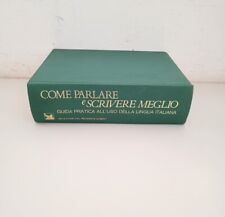 COME PARLARE
e SCRIVERE MEGLIO
GUIDA PRATICA ALL'USO DELLA LINGUA ITALIANA